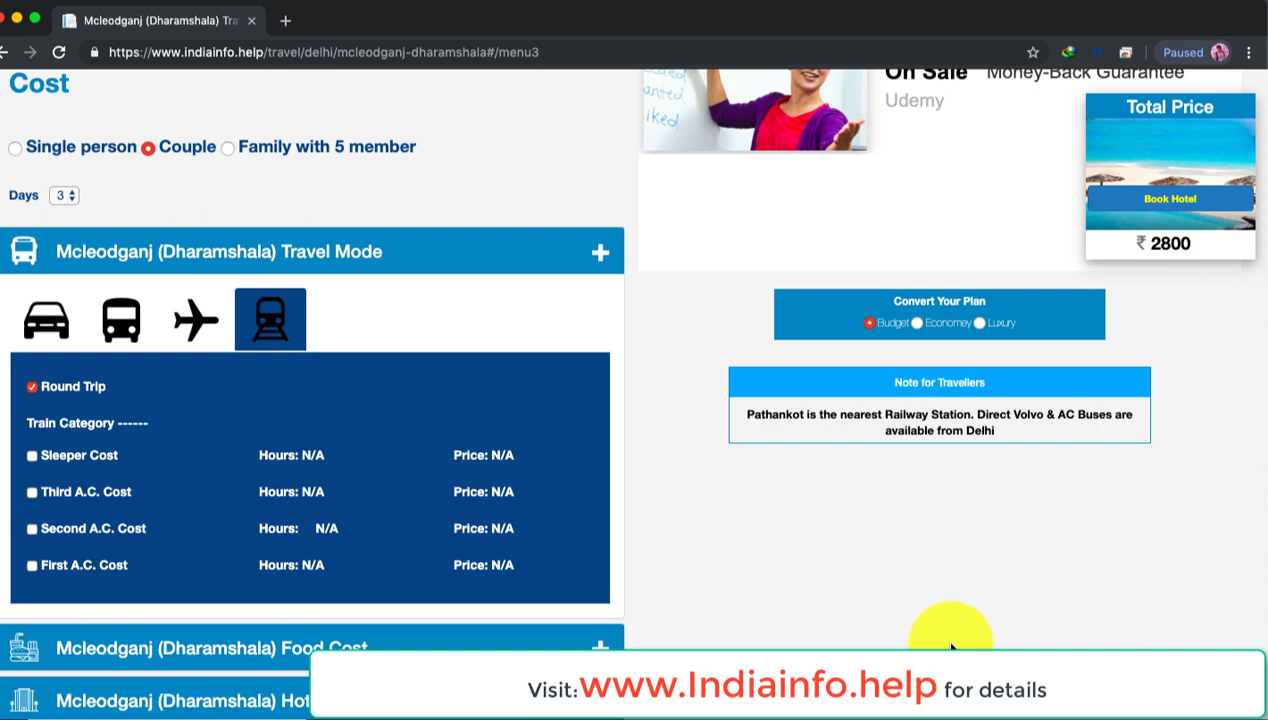 Mcleodganj (Dharamshala) Tra
https://www.indiainfo.help/travel/delhi/mcleodganj-dharamshala#/menu3
Paused
Cost
Single person Couple Family with 5 member
Days 3
Mcleodganj (Dharamshala) Travel Mode
Round Trip
Train Category ------
Sleeper Cost Hours: N/A Price: N/A
Third A.C. Cost Hours: N/A Price: N/A
Second A.C. Cost Hours: N/A Price: N/A
First A.C. Cost Hours: N/A Price: N/A
Mcleodganj (Dharamshala) Food Cost
Mcleodganj (Dharamshala) Hot
anted
iked
On Sale Money-Back Guarantee
Udemy
Total Price
Book Hotel
₹ 2800
Convert Your Plan
Budget Economey Luxury
Note for Travellers
Pathankot is the nearest Railway Station. Direct Volvo & AC Buses are
available from Delhi
Visit:www.Indiainfo.help for details